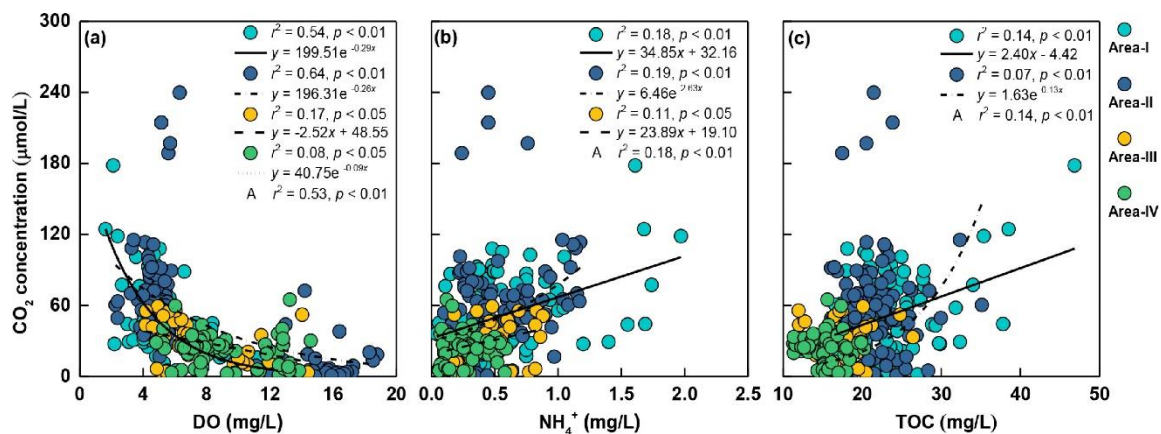 300
240
180
120
60
0
CO₂ concentration (μmol/L)
(a)
r² = 0.54, p < 0.01
y = 199.51e^-0.29x
r² = 0.64, p < 0.01
y = 196.31e^-0.26x
r² = 0.17, p < 0.05
y = -2.52x + 48.55
r² = 0.08, p < 0.05
y = 40.75e^-0.09x
A r² = 0.53, p < 0.01
0 4 8 12 16 20
DO (mg/L)
(b)
r² = 0.18, p < 0.01
y = 34.85x + 32.16
r² = 0.19, p < 0.01
y = 6.46e^2.63x
r² = 0.11, p < 0.05
y = 23.89x + 19.10
A r² = 0.18, p < 0.01
0.0 0.5 1.0 1.5 2.0 2.5
NH₄⁺ (mg/L)
(c)
r² = 0.14, p < 0.01
y = 2.40x - 4.42
r² = 0.07, p < 0.01
y = 1.63e^0.13x
A r² = 0.14, p < 0.01
10 20 30 40 50
TOC (mg/L)
Area-I
Area-II
Area-III
Area-IV